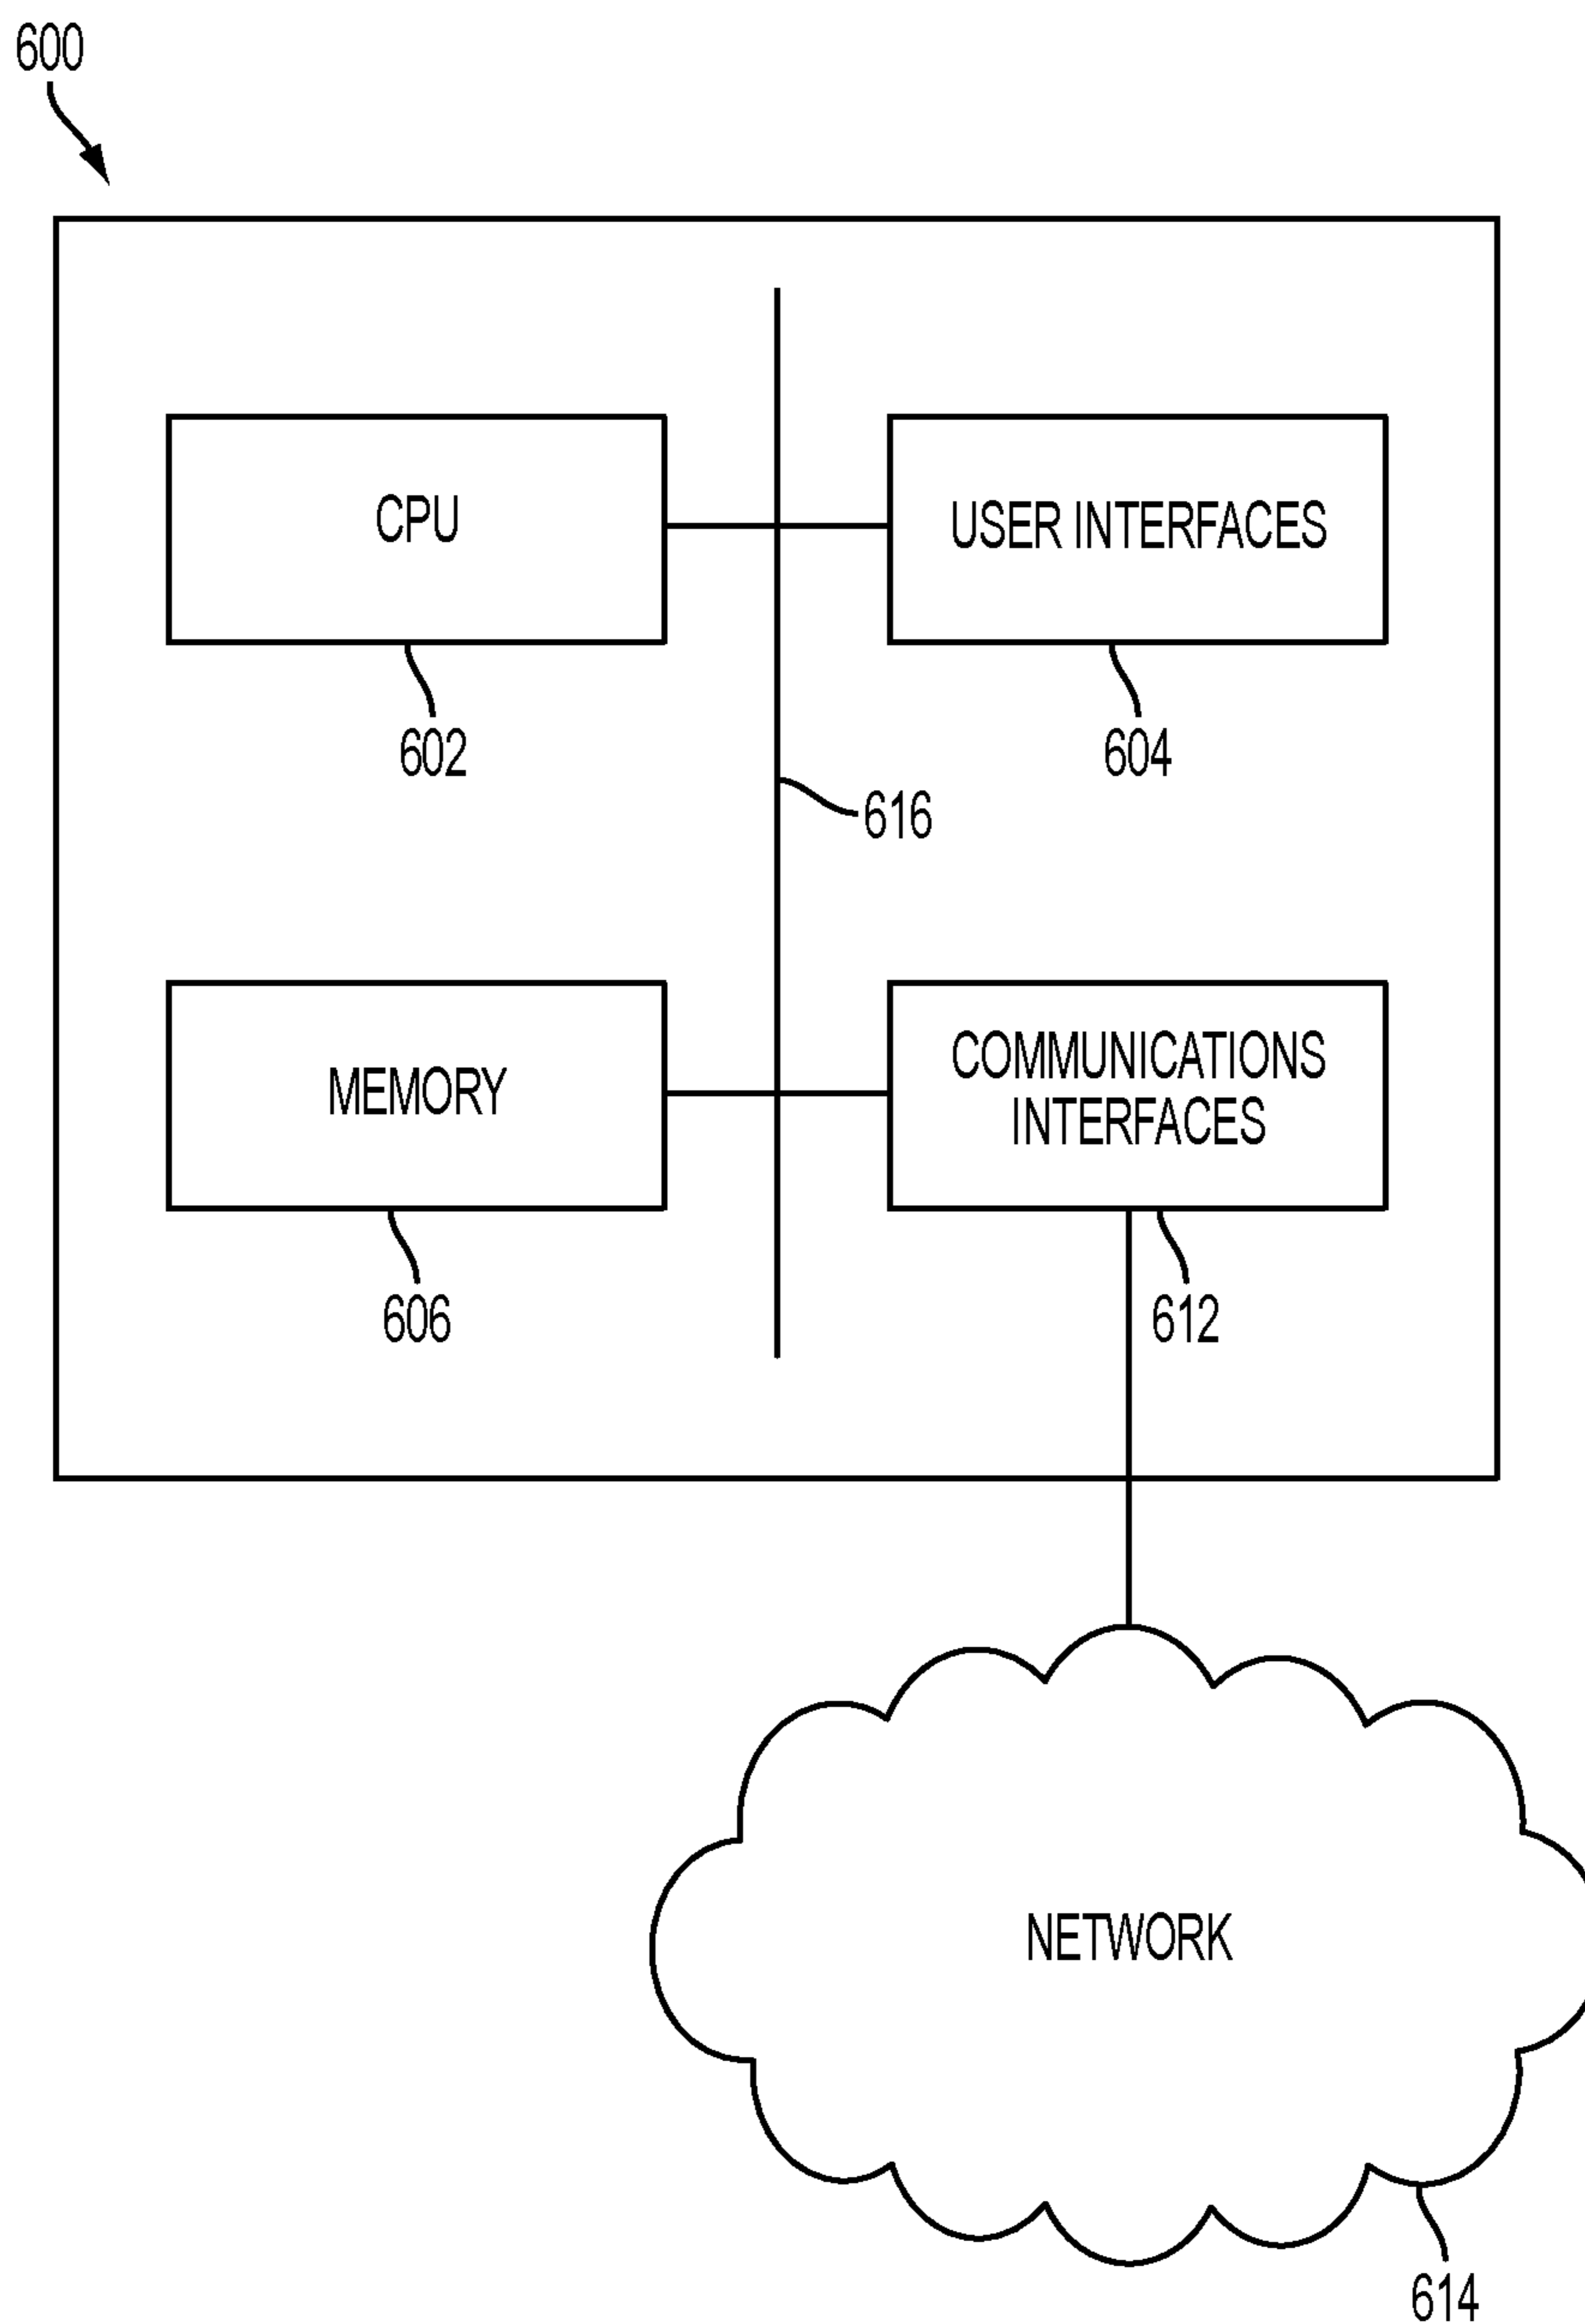 600
CPU
USER INTERFACES
602
604
616
MEMORY
COMMUNICATIONS
INTERFACES
606
612
NETWORK
614